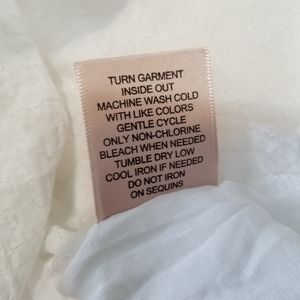 TURN GARMENT
INSIDE OUT
MACHINE WASH COLD
WITH LIKE COLORS
GENTLE CYCLE
ONLY NON-CHLORINE
BLEACH WHEN NEEDED
TUMBLE DRY LOW
COOL IRON IF NEEDED
DO NOT IRON
ON SEQUINS